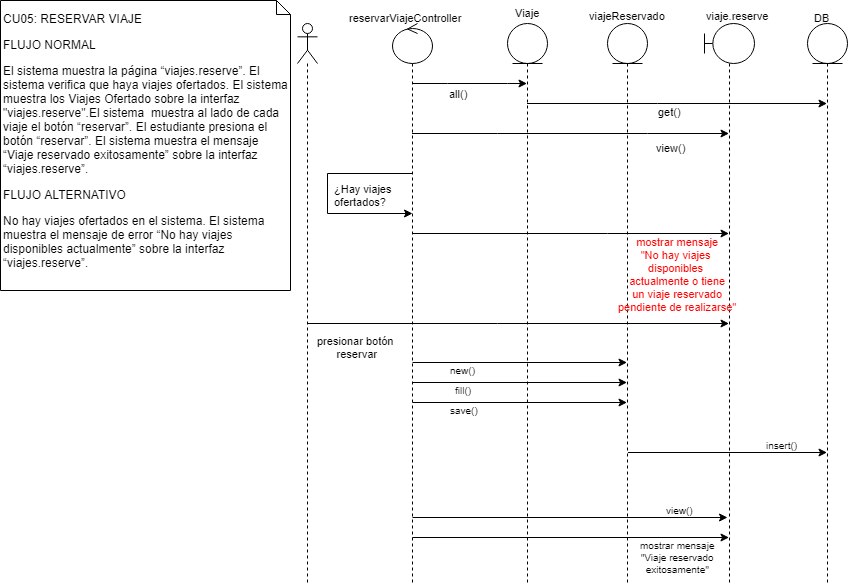 CU05: RESERVAR VIAJE
FLUJO NORMAL
El sistema muestra la página “viajes.reserve”. El
sistema verifica que haya viajes ofertados. El sistema
muestra los Viajes Ofertado sobre la interfaz
"viajes.reserve".El sistema  muestra al lado de cada
viaje el botón “reservar”. El estudiante presiona el
botón “reservar”. El sistema muestra el mensaje
“Viaje reservado exitosamente” sobre la interfaz
“viajes.reserve”.
FLUJO ALTERNATIVO
No hay viajes ofertados en el sistema. El sistema
muestra el mensaje de error “No hay viajes
disponibles actualmente” sobre la interfaz
“viajes.reserve”.
reservarViajeController
Viaje
viajeReservado
viaje.reserve
DB
all()
get()
view()
¿Hay viajes
ofertados?
mostrar mensaje
"No hay viajes
disponibles
actualmente o tiene
un viaje reservado
pendiente de realizarse"
presionar botón
reservar
new()
fill()
save()
insert()
view()
mostrar mensaje
"Viaje reservado
exitosamente"